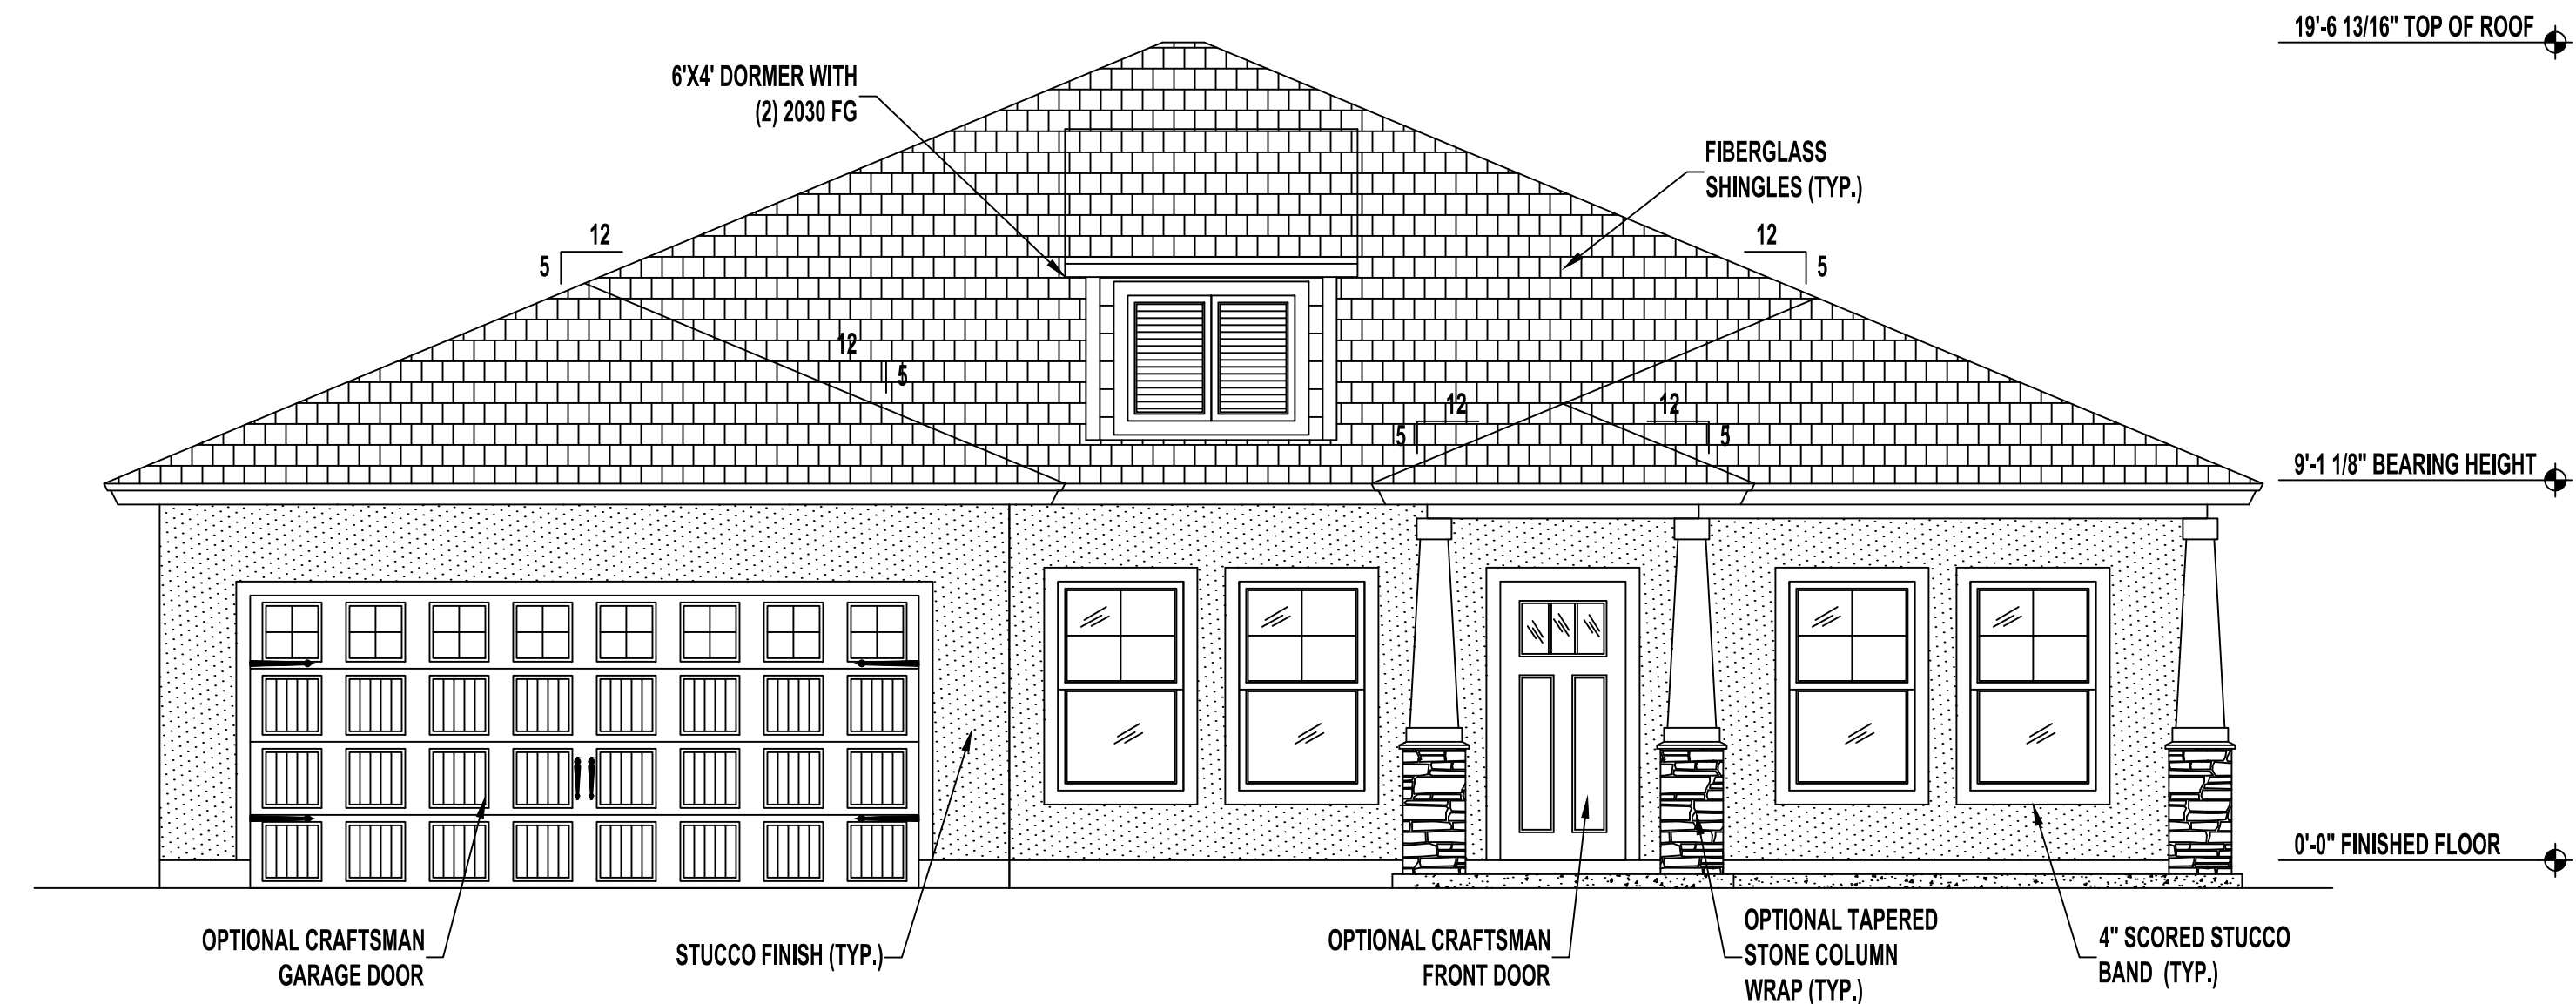 19'-6 13/16" TOP OF ROOF
6'X4' DORMER WITH
(2) 2030 FG
FIBERGLASS
SHINGLES (TYP.)
12
5
12
5
12
5
12
5
12
5
9'-1 1/8" BEARING HEIGHT
0'-0" FINISHED FLOOR
OPTIONAL CRAFTSMAN
GARAGE DOOR
STUCCO FINISH (TYP.)
OPTIONAL CRAFTSMAN
FRONT DOOR
OPTIONAL TAPERED
STONE COLUMN
WRAP (TYP.)
4" SCORED STUCCO
BAND (TYP.)